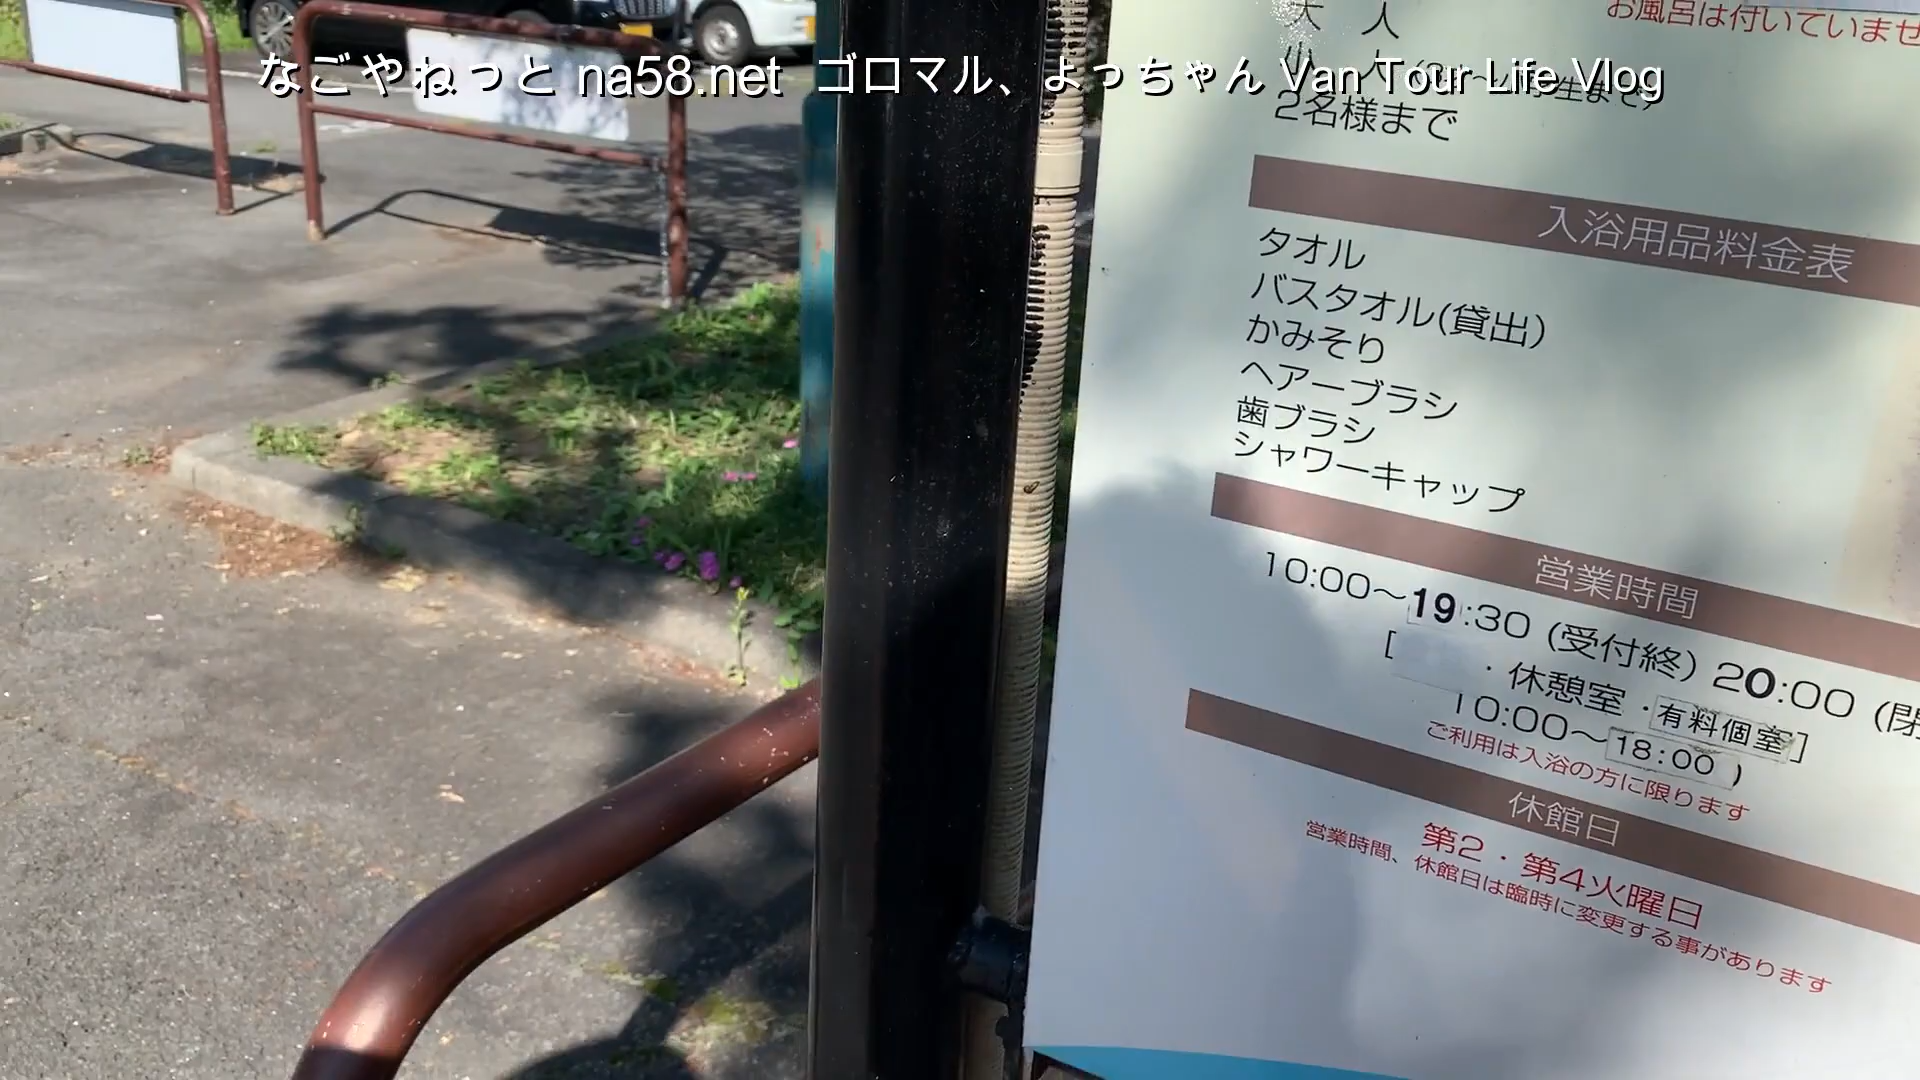 なごやねっと na58.net ゴロマル、よっちゃん Van Tour Life Vlog
お風呂は付いていませ
大 人
小 人
2名様まで
入浴用品料金表
タオル
バスタオル(貸出)
かみそり
ヘアーブラシ
歯ブラシ
シャワーキャップ
営業時間
10:00～19:30 (受付終) 20:00 (閉
[ ・休憩室・有料個室]
10:00～18:00 )
ご利用は入浴の方に限ります
休館日
第2・第4火曜日
営業時間、休館日は臨時に変更する事があります